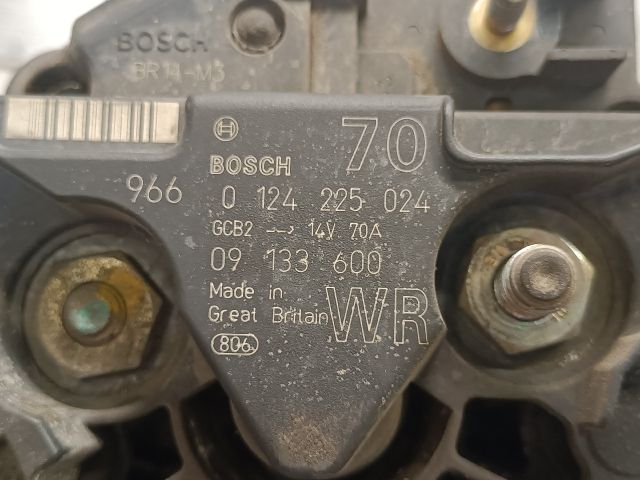 BOSCH
BR14-M3
70
BOSCH
966
0 124 225 024
GCB2 --> 14V 70A
09 133 600
Made in
Great Britain
WR
806